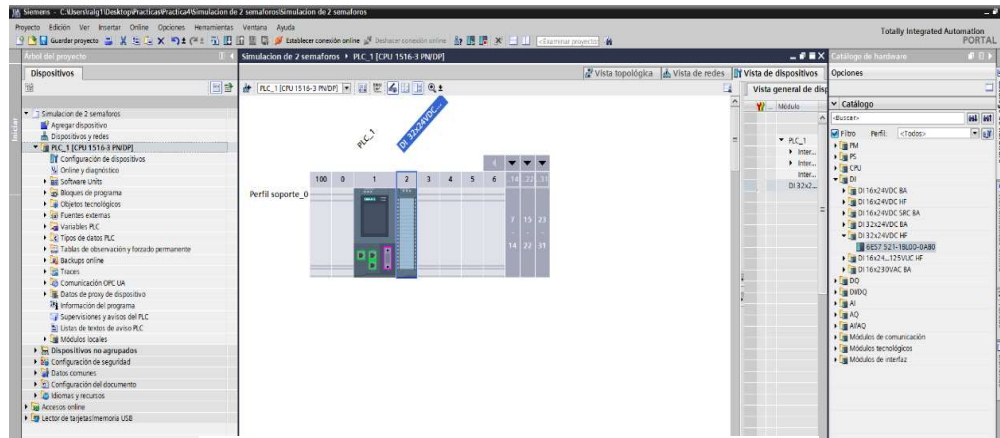 Siemens - C:\Users\ralg1\Desktop\Practicas\Practica4\Simulacion de 2 semaforos\Simulacion de 2 semaforos
Proyecto Edición Ver Insertar Online Opciones Herramientas Ventana Ayuda
Totally Integrated Automation
PORTAL
Guardar proyecto
Establecer conexión online
Deshacer conexión online
<Examinar proyecto>
Árbol del proyecto
Dispositivos
Iniciar
Simulacion de 2 semaforos
Agregar dispositivo
Dispositivos y redes
PLC_1 [CPU 1516-3 PN/DP]
Configuración de dispositivos
Online y diagnóstico
Software Units
Bloques de programa
Objetos tecnológicos
Fuentes externas
Variables PLC
Tipos de datos PLC
Tablas de observación y forzado permanente
Backups online
Traces
Comunicación OPC UA
Datos de proxy de dispositivo
Información del programa
Supervisiones y avisos del PLC
Listas de textos de aviso PLC
Módulos locales
Dispositivos no agrupados
Configuración de seguridad
Datos comunes
Configuración del documento
Idiomas y recursos
Accesos online
Lector de tarjetas/memoria USB
Simulacion de 2 semaforos ▸ PLC_1 [CPU 1516-3 PN/DP]
Vista topológica Vista de redes Vista de dispositivos
PLC_1 [CPU 1516-3 PN/DP]
PLC_1
DI 32x24VDC...
100 0 1 2 3 4 5 6
Perfil soporte_0
7 15 23
14 22 31
Vista general de disp
... Módulo
PLC_1
Inter...
Inter...
Inter...
DI 32x2...
Catálogo de hardware
Opciones
Catálogo
<Buscar>
Filtro Perfil: <Todos>
PM
PS
CPU
DI
DI 16x24VDC BA
DI 16x24VDC HF
DI 16x24VDC SRC BA
DI 32x24VDC BA
DI 32x24VDC HF
6ES7 521-1BL00-0AB0
DI 16x24...125VUC HF
DI 16x230VAC BA
DQ
DI/DQ
AI
AQ
AI/AQ
Módulos de comunicación
Módulos tecnológicos
Módulos de interfaz